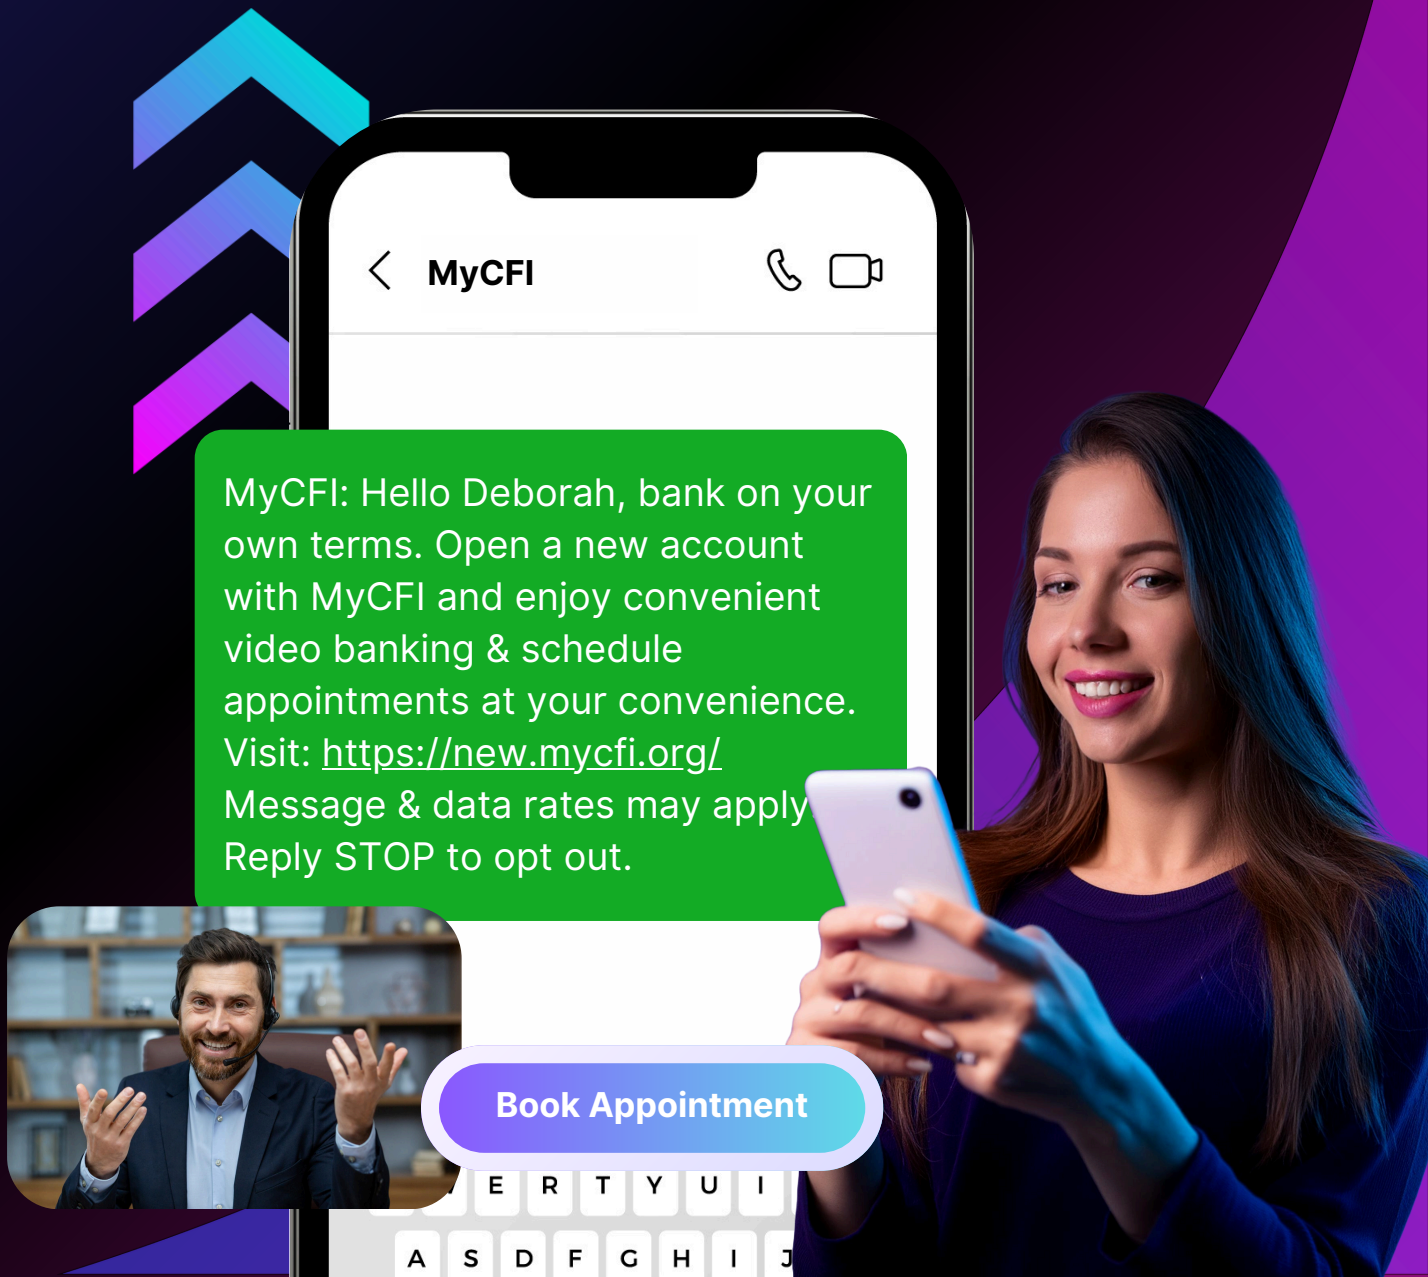 MyCFI
MyCFI: Hello Deborah, bank on your
own terms. Open a new account
with MyCFI and enjoy convenient
video banking & schedule
appointments at your convenience.
Visit: https://new.mycfi.org/
Message & data rates may apply.
Reply STOP to opt out.
Book Appointment
E R T Y U I
A S D F G H I J